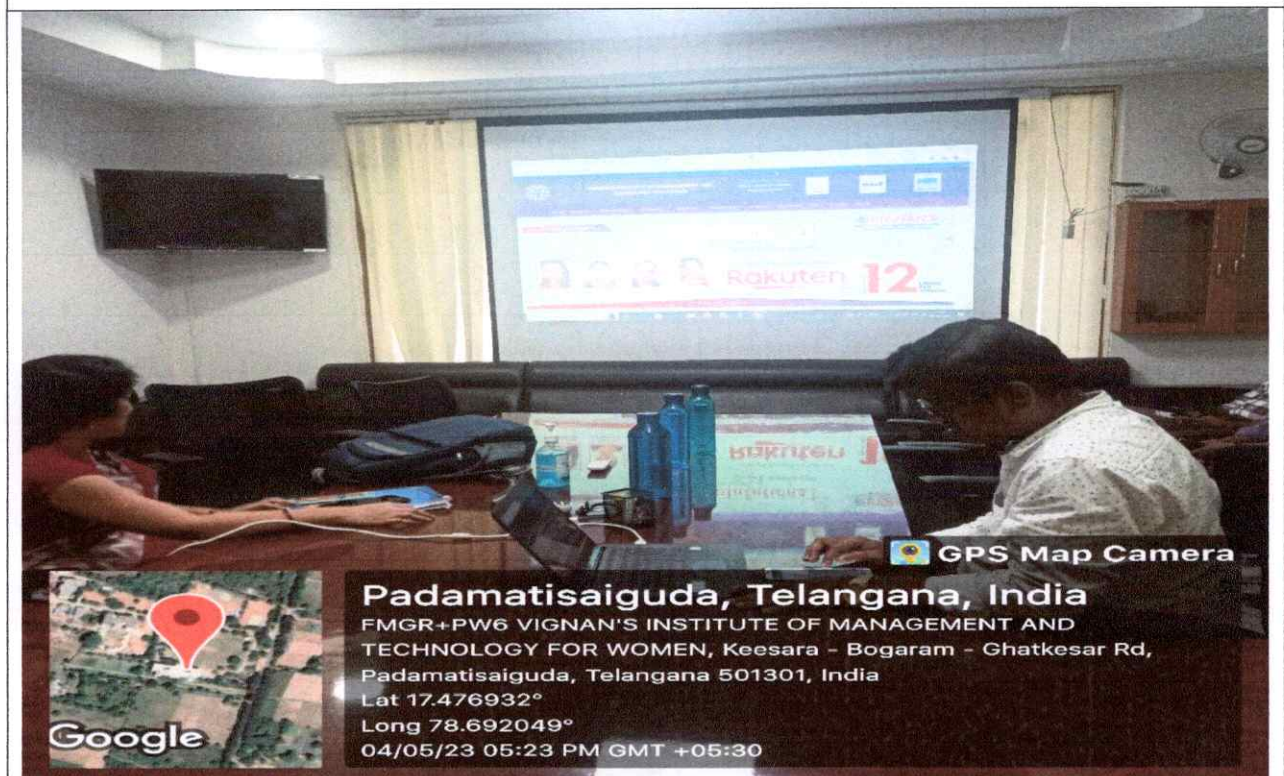 Rakuten 12
GPS Map Camera
Padamatisaiguda, Telangana, India
FMGR+PW6 VIGNAN'S INSTITUTE OF MANAGEMENT AND
TECHNOLOGY FOR WOMEN, Keesara - Bogaram - Ghatkesar Rd,
Padamatisaiguda, Telangana 501301, India
Lat 17.476932°
Long 78.692049°
04/05/23 05:23 PM GMT +05:30
Google